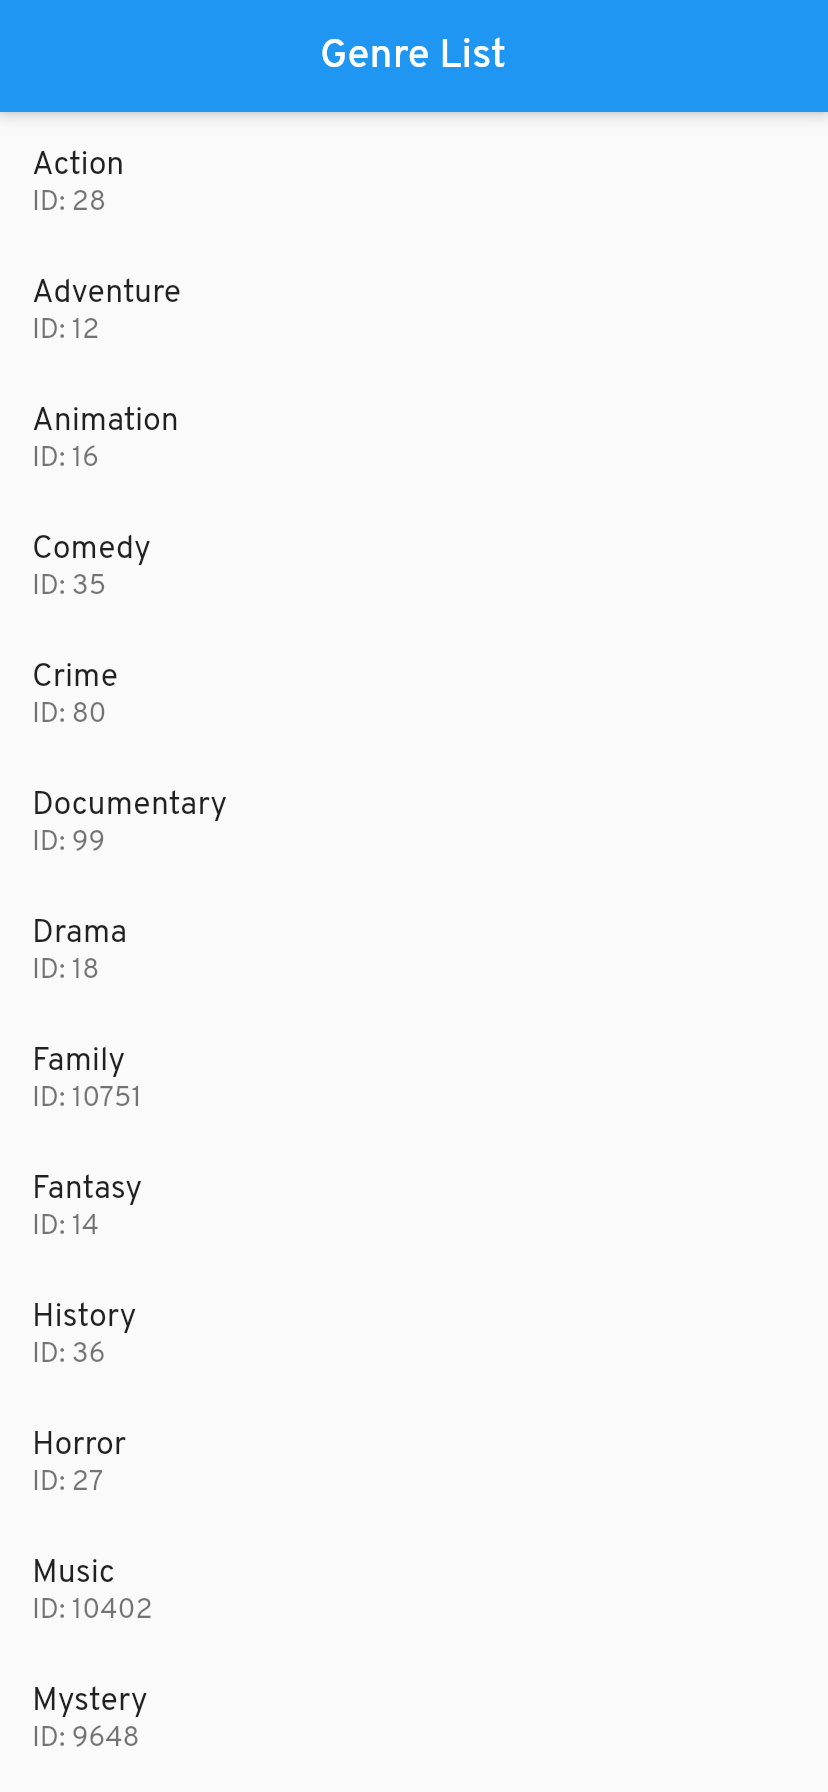 Genre List
Action
ID: 28
Adventure
ID: 12
Animation
ID: 16
Comedy
ID: 35
Crime
ID: 80
Documentary
ID: 99
Drama
ID: 18
Family
ID: 10751
Fantasy
ID: 14
History
ID: 36
Horror
ID: 27
Music
ID: 10402
Mystery
ID: 9648